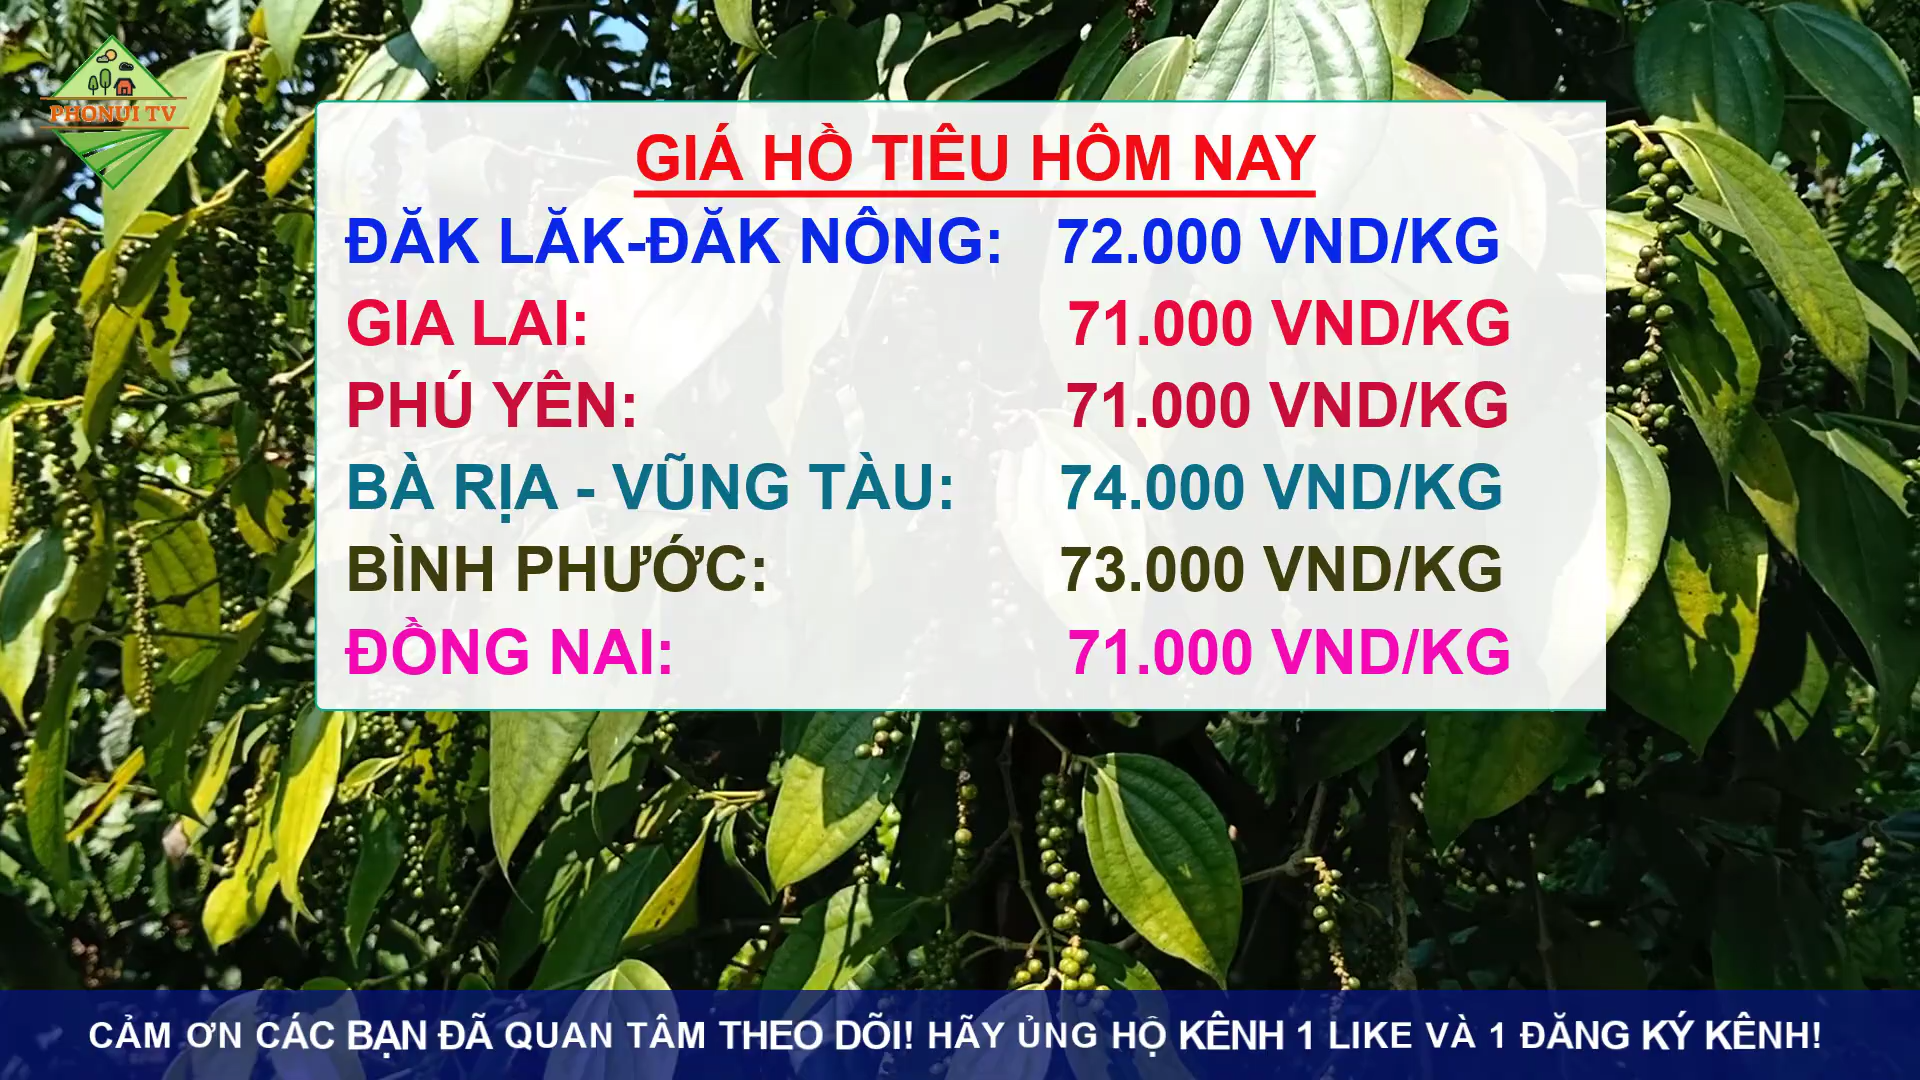 PHONUI TV
GIÁ HỒ TIÊU HÔM NAY
ĐĂK LĂK-ĐĂK NÔNG: 72.000 VND/KG
GIA LAI: 71.000 VND/KG
PHÚ YÊN: 71.000 VND/KG
BÀ RỊA - VŨNG TÀU: 74.000 VND/KG
BÌNH PHƯỚC: 73.000 VND/KG
ĐỒNG NAI: 71.000 VND/KG
CẢM ƠN CÁC BẠN ĐÃ QUAN TÂM THEO DÕI! HÃY ỦNG HỘ KÊNH 1 LIKE VÀ 1 ĐĂNG KÝ KÊNH!